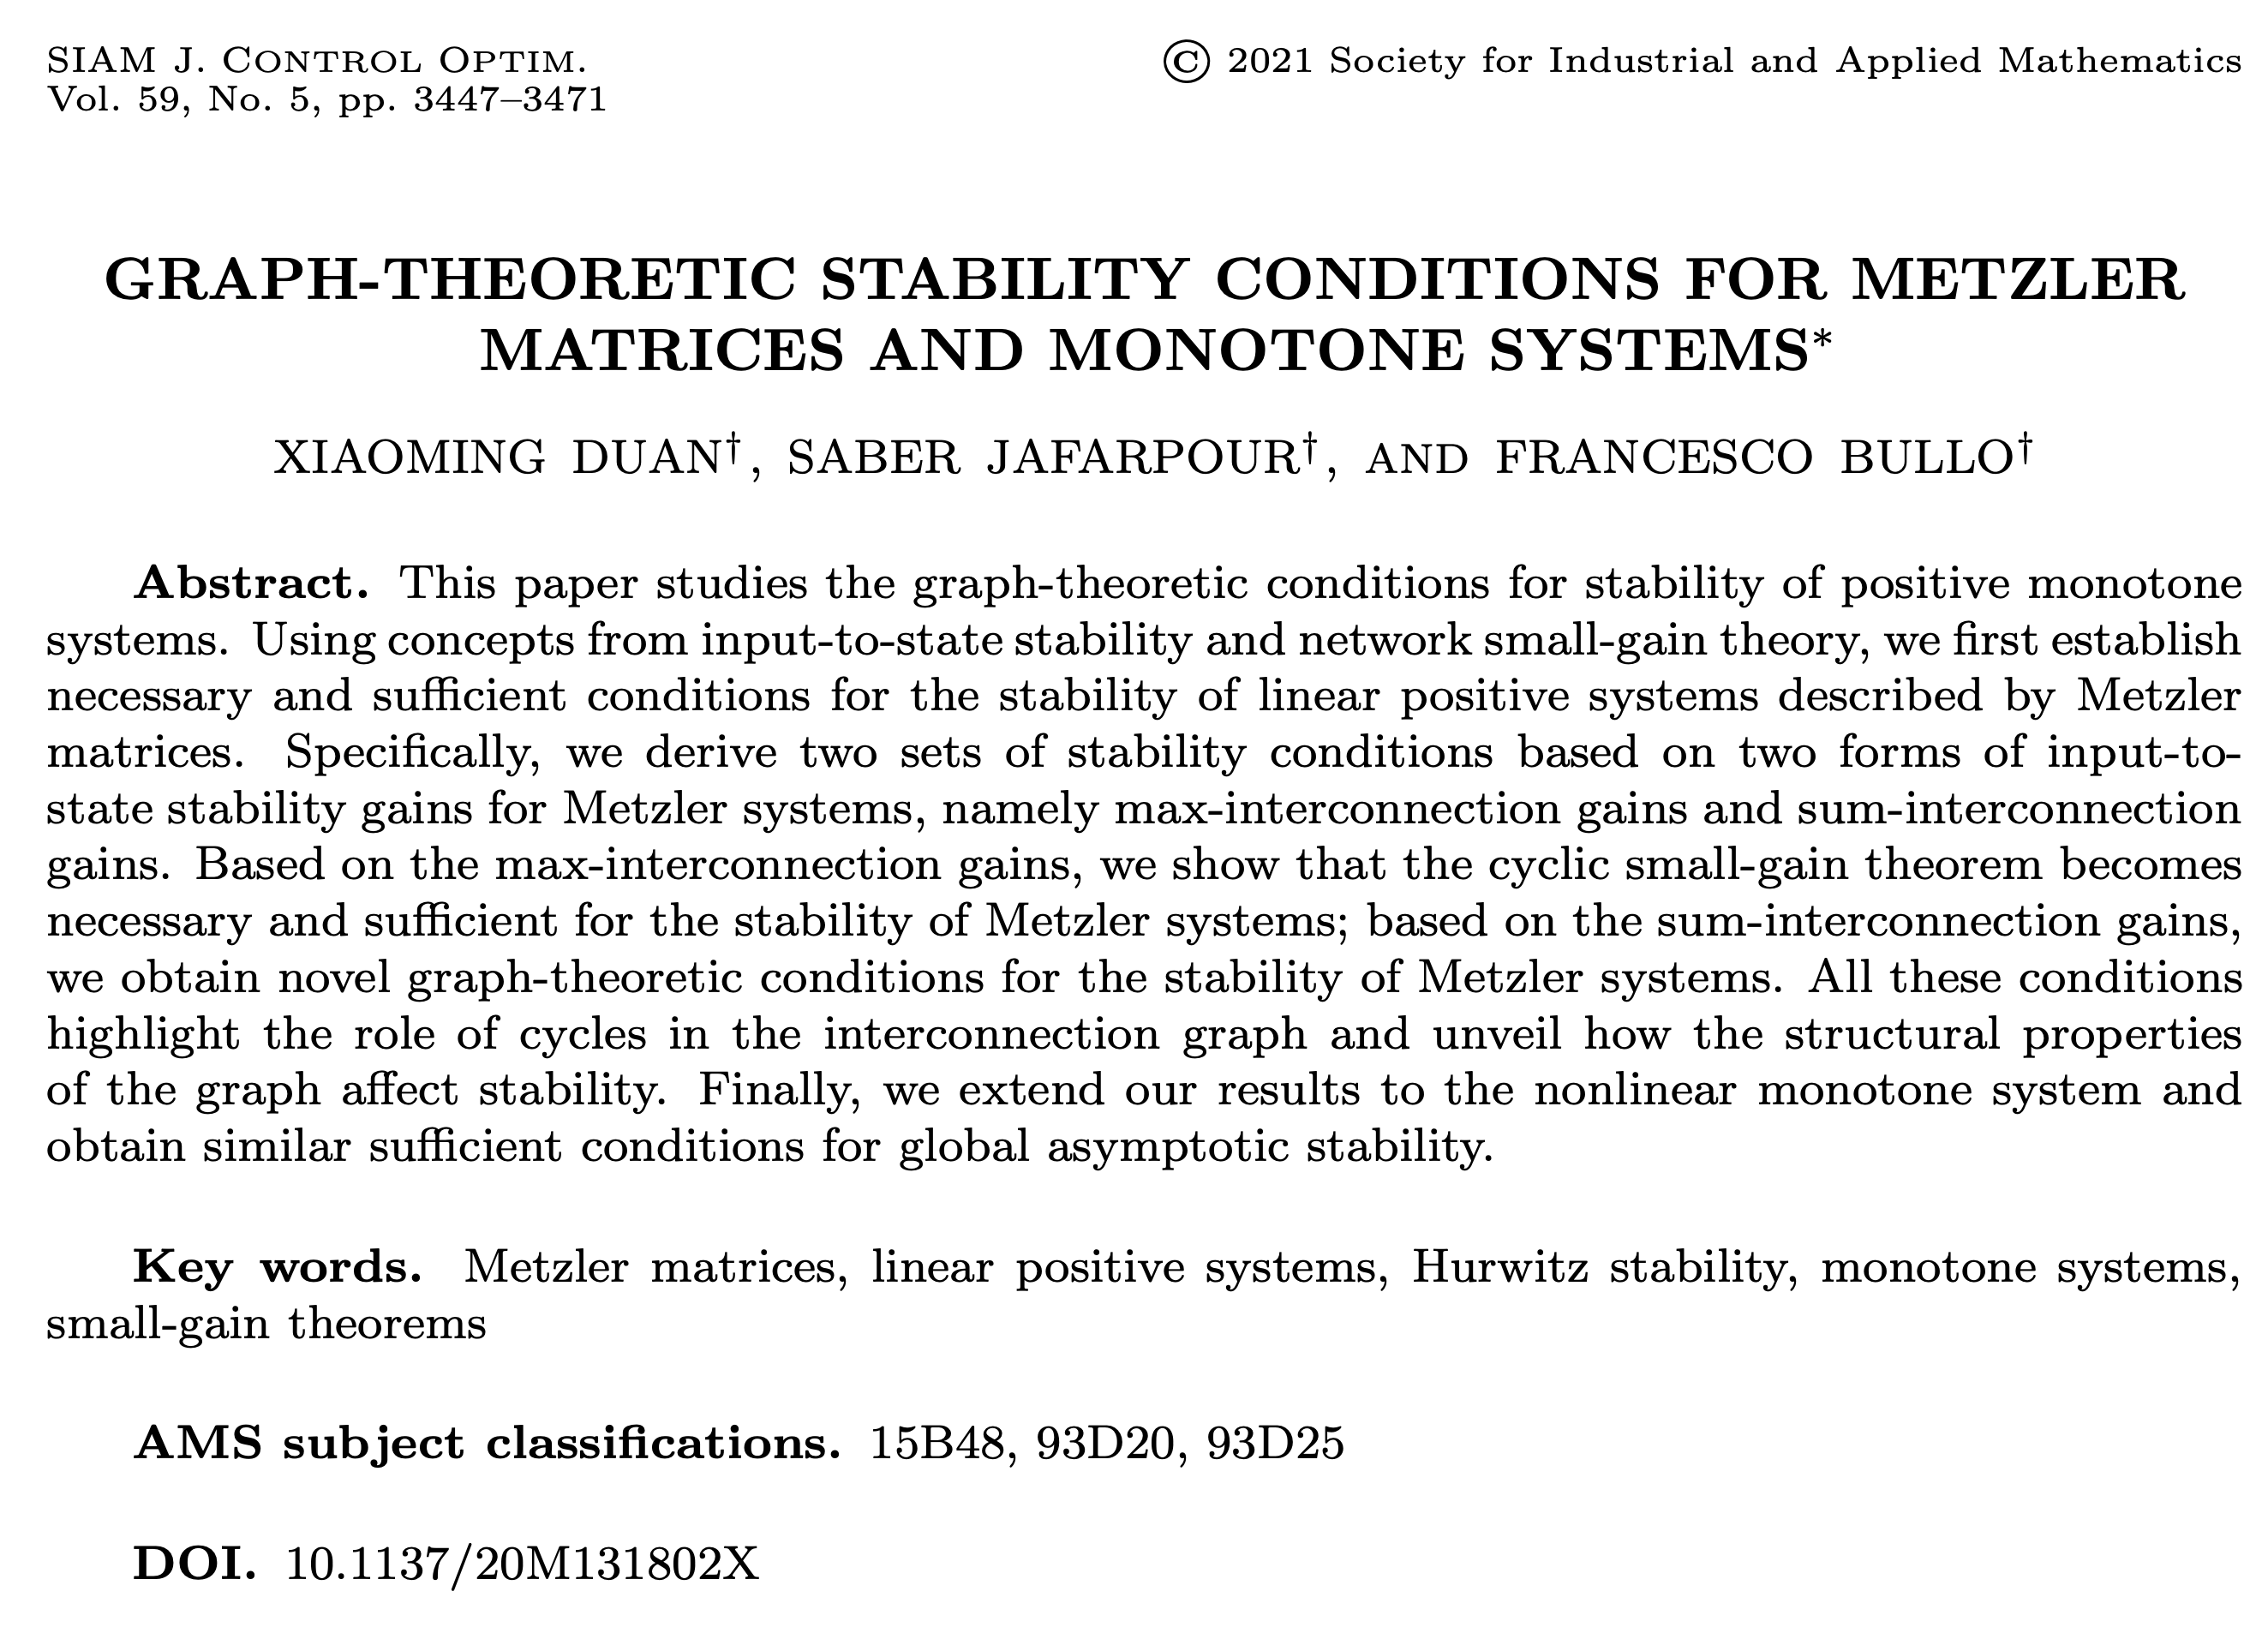 SIAM J. CONTROL OPTIM.
Vol. 59, No. 5, pp. 3447–3471
© 2021 Society for Industrial and Applied Mathematics
GRAPH-THEORETIC STABILITY CONDITIONS FOR METZLER
MATRICES AND MONOTONE SYSTEMS*
XIAOMING DUAN†, SABER JAFARPOUR†, AND FRANCESCO BULLO†
Abstract. This paper studies the graph-theoretic conditions for stability of positive monotone
systems. Using concepts from input-to-state stability and network small-gain theory, we first establish
necessary and sufficient conditions for the stability of linear positive systems described by Metzler
matrices. Specifically, we derive two sets of stability conditions based on two forms of input-to-
state stability gains for Metzler systems, namely max-interconnection gains and sum-interconnection
gains. Based on the max-interconnection gains, we show that the cyclic small-gain theorem becomes
necessary and sufficient for the stability of Metzler systems; based on the sum-interconnection gains,
we obtain novel graph-theoretic conditions for the stability of Metzler systems. All these conditions
highlight the role of cycles in the interconnection graph and unveil how the structural properties
of the graph affect stability. Finally, we extend our results to the nonlinear monotone system and
obtain similar sufficient conditions for global asymptotic stability.
Key words. Metzler matrices, linear positive systems, Hurwitz stability, monotone systems,
small-gain theorems
AMS subject classifications. 15B48, 93D20, 93D25
DOI. 10.1137/20M131802X